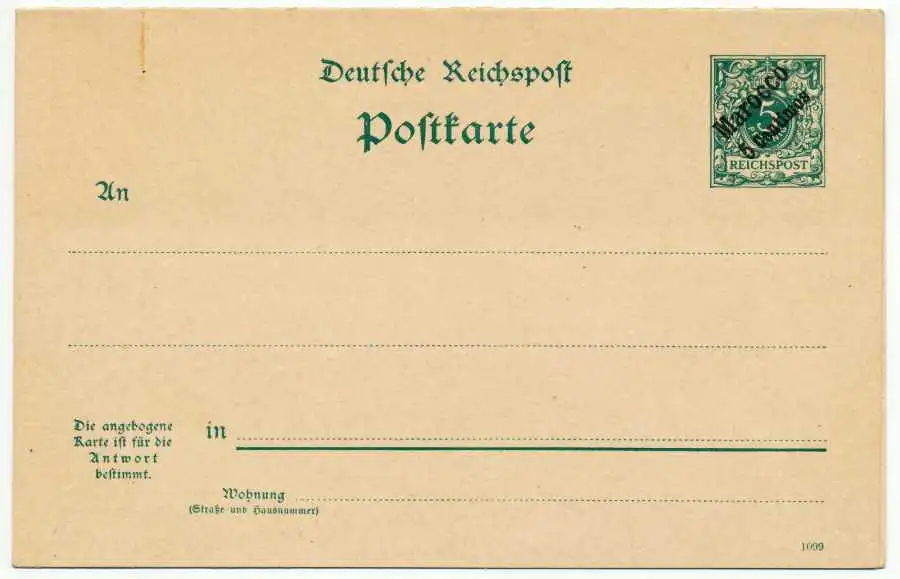 Deutsche Reichspost
Postkarte
Marocco
5 Centimos
5
REICHSPOST
An
Die angebogene
Karte ist für die
Antwort
bestimmt.
in
Wohnung
(Straße und Hausnummer)
1099